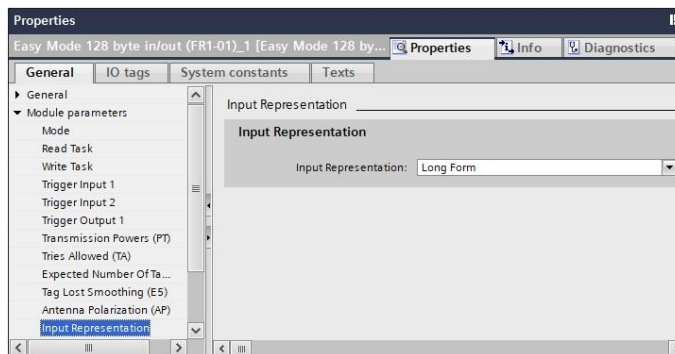 Properties
Easy Mode 128 byte in/out (FR1-01)_1 [Easy Mode 128 by...
Properties
Info
Diagnostics
General
IO tags
System constants
Texts
General
Module parameters
Mode
Read Task
Write Task
Trigger Input 1
Trigger Input 2
Trigger Output 1
Transmission Powers (PT)
Tries Allowed (TA)
Expected Number Of Ta...
Tag Lost Smoothing (E5)
Antenna Polarization (AP)
Input Representation
Input Representation
Input Representation
Input Representation: Long Form